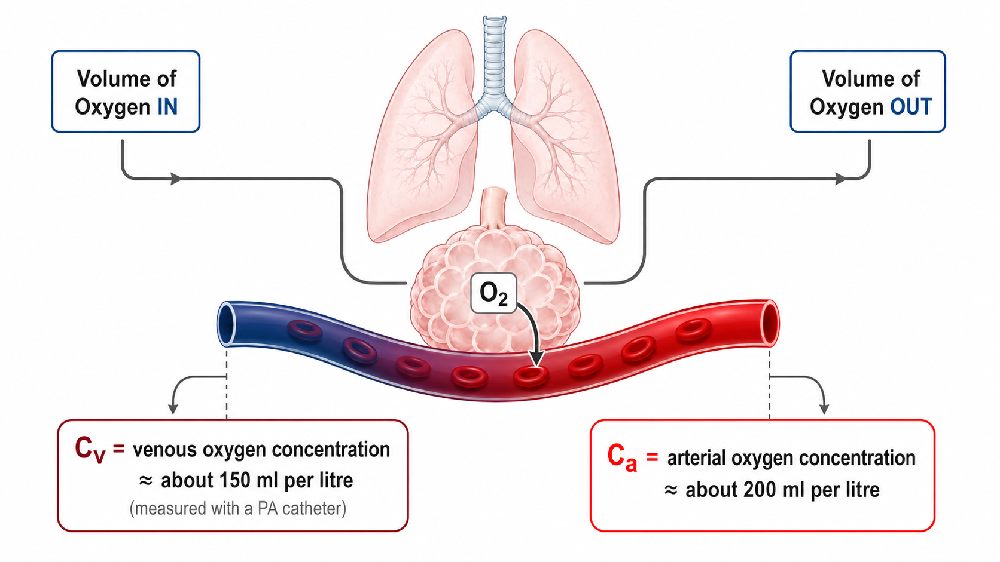 Volume of
Oxygen IN
Volume of
Oxygen OUT
O₂
Cᵥ = venous oxygen concentration
≈ about 150 ml per litre
(measured with a PA catheter)
Cₐ = arterial oxygen concentration
≈ about 200 ml per litre